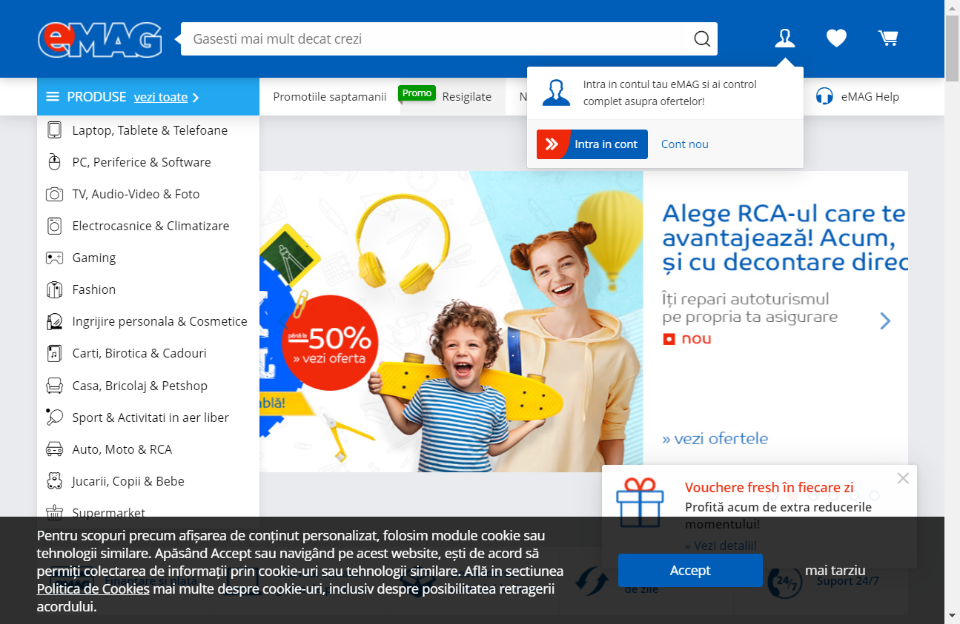 eMAG
Gasesti mai mult decat crezi
PRODUSE vezi toate
Promotiile saptamanii
Promo
Resigilate
N
eMAG Help
Intra in contul tau eMAG si ai control
complet asupra ofertelor!
Intra in cont
Cont nou
Laptop, Tablete & Telefoane
PC, Periferice & Software
TV, Audio-Video & Foto
Electrocasnice & Climatizare
Gaming
Fashion
Ingrijire personala & Cosmetice
Carti, Birotica & Cadouri
Casa, Bricolaj & Petshop
Sport & Activitati in aer liber
Auto, Moto & RCA
Jucarii, Copii & Bebe
Supermarket
până la
-50%
» vezi oferta
Alege RCA-ul care te
avantajează! Acum,
și cu decontare direc
Îți repari autoturismul
pe propria ta asigurare
nou
» vezi ofertele
Vouchere fresh în fiecare zi
Profită acum de extra reducerile
momentului!
» Vezi detalii!
Pentru scopuri precum afișarea de conținut personalizat, folosim module cookie sau
tehnologii similare. Apăsând Accept sau navigând pe acest website, ești de acord să
permiți colectarea de informații prin cookie-uri sau tehnologii similare. Află in sectiunea
Politica de Cookies mai multe despre cookie-uri, inclusiv despre posibilitatea retragerii
acordului.
Accept
mai tarziu
de zile
24/7
Suport 24/7